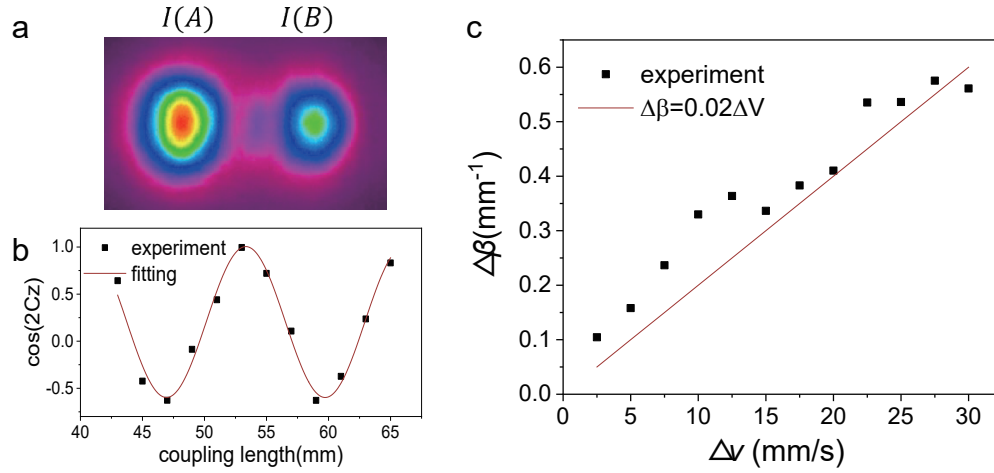 a
I(A) I(B)
b
1.0
0.5
0.0
-0.5
cos(2Cz)
experiment
fitting
40 45 50 55 60 65
coupling length(mm)
c
0.6
0.5
0.4
0.3
0.2
0.1
0.0
Δβ(mm⁻¹)
experiment
Δβ=0.02ΔV
0 5 10 15 20 25 30
Δv (mm/s)